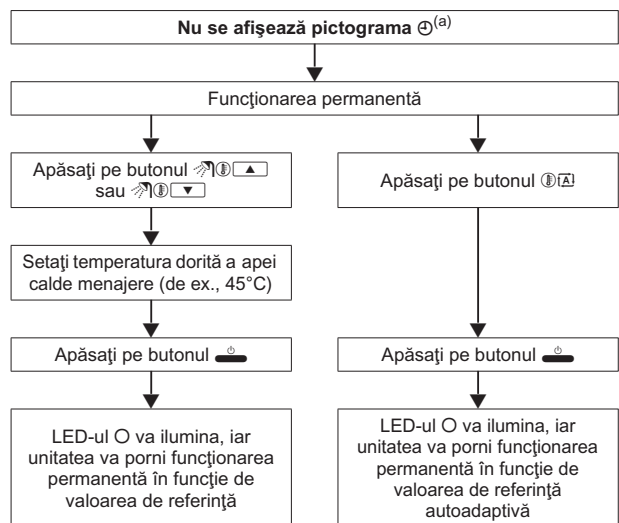 Nu se afişează pictograma ⏲(a)
Funcţionarea permanentă
Apăsaţi pe butonul ▲
sau ▼
Setaţi temperatura dorită a apei
calde menajere (de ex., 45°C)
Apăsaţi pe butonul
LED-ul O va ilumina, iar
unitatea va porni funcţionarea
permanentă în funcţie de
valoarea de referinţă
Apăsaţi pe butonul A
Apăsaţi pe butonul
LED-ul O va ilumina, iar
unitatea va porni funcţionarea
permanentă în funcţie de
valoarea de referinţă
autoadaptivă